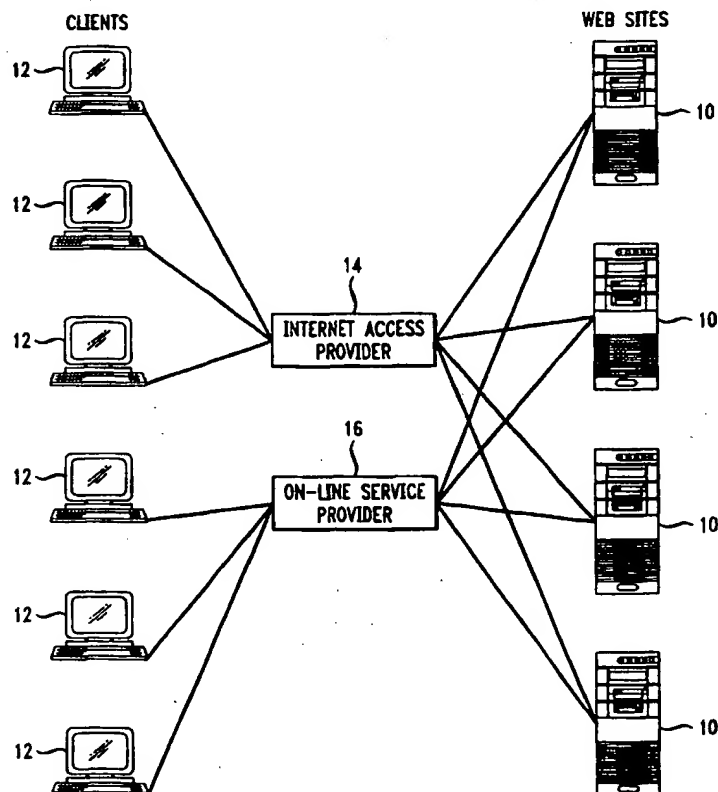 CLIENTS
WEB SITES
12
10
12
14
INTERNET ACCESS
PROVIDER
10
12
16
ON-LINE SERVICE
PROVIDER
12
10
12
12
10